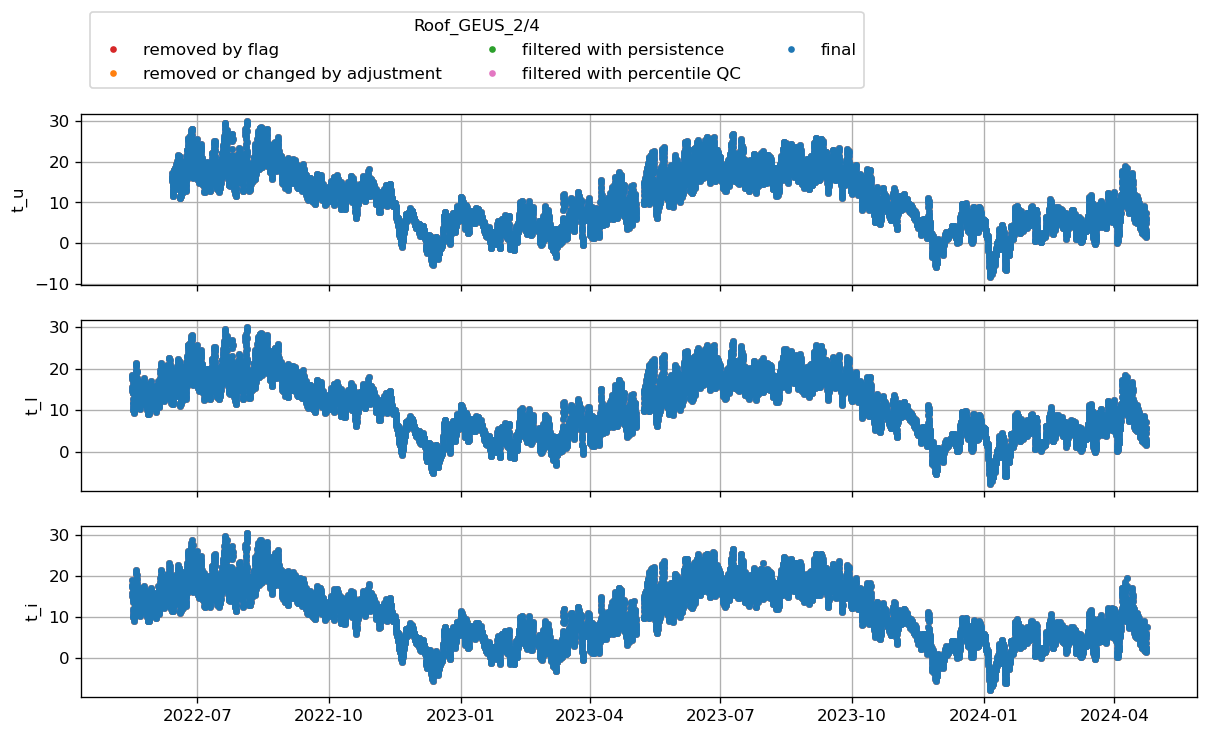 Roof_GEUS_2/4
removed by flag
filtered with persistence
final
removed or changed by adjustment
filtered with percentile QC
30
20
10
0
−10
t_u
30
20
10
0
t_l
30
20
10
0
t_i
2022-07
2022-10
2023-01
2023-04
2023-07
2023-10
2024-01
2024-04